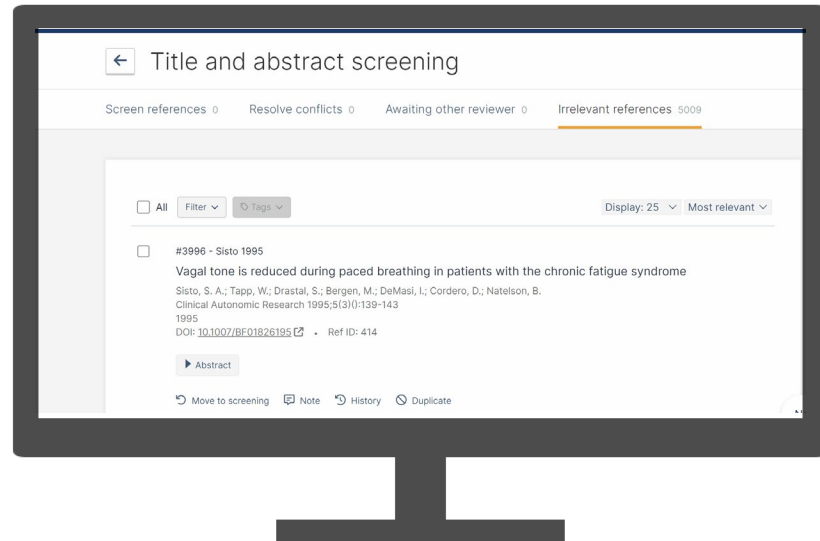 Title and abstract screening
Screen references 0 Resolve conflicts 0 Awaiting other reviewer 0 Irrelevant references 5009
All Filter Tags Display: 25 Most relevant
#3996 - Sisto 1995
Vagal tone is reduced during paced breathing in patients with the chronic fatigue syndrome
Sisto, S. A.; Tapp, W.; Drastal, S.; Bergen, M.; DeMasi, I.; Cordero, D.; Natelson, B.
Clinical Autonomic Research 1995;5(3)():139-143
1995
DOI: 10.1007/BF01826195 • Ref ID: 414
Abstract
Move to screening Note History Duplicate